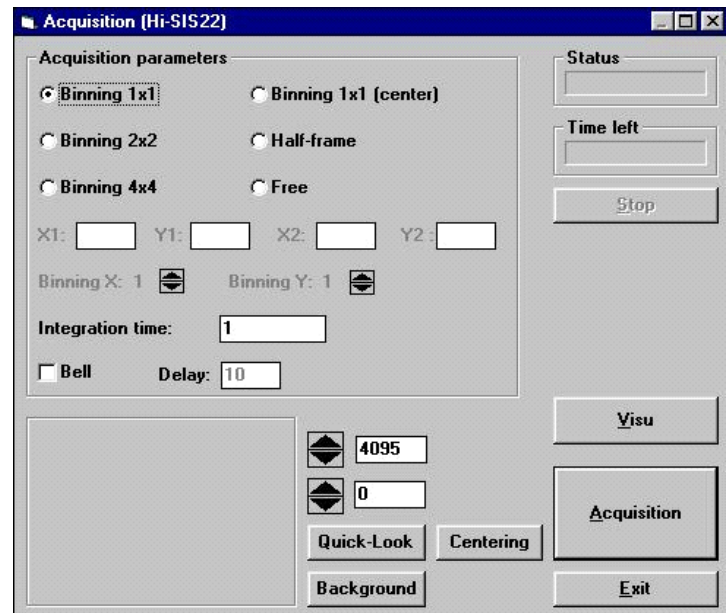 Acquisition (Hi-SIS22)
Acquisition parameters
Binning 1x1
Binning 1x1 (center)
Binning 2x2
Half-frame
Binning 4x4
Free
X1:
Y1:
X2:
Y2 :
Binning X: 1
Binning Y: 1
Integration time: 1
Bell
Delay: 10
Status
Time left
Stop
4095
0
Quick-Look
Centering
Background
Visu
Acquisition
Exit